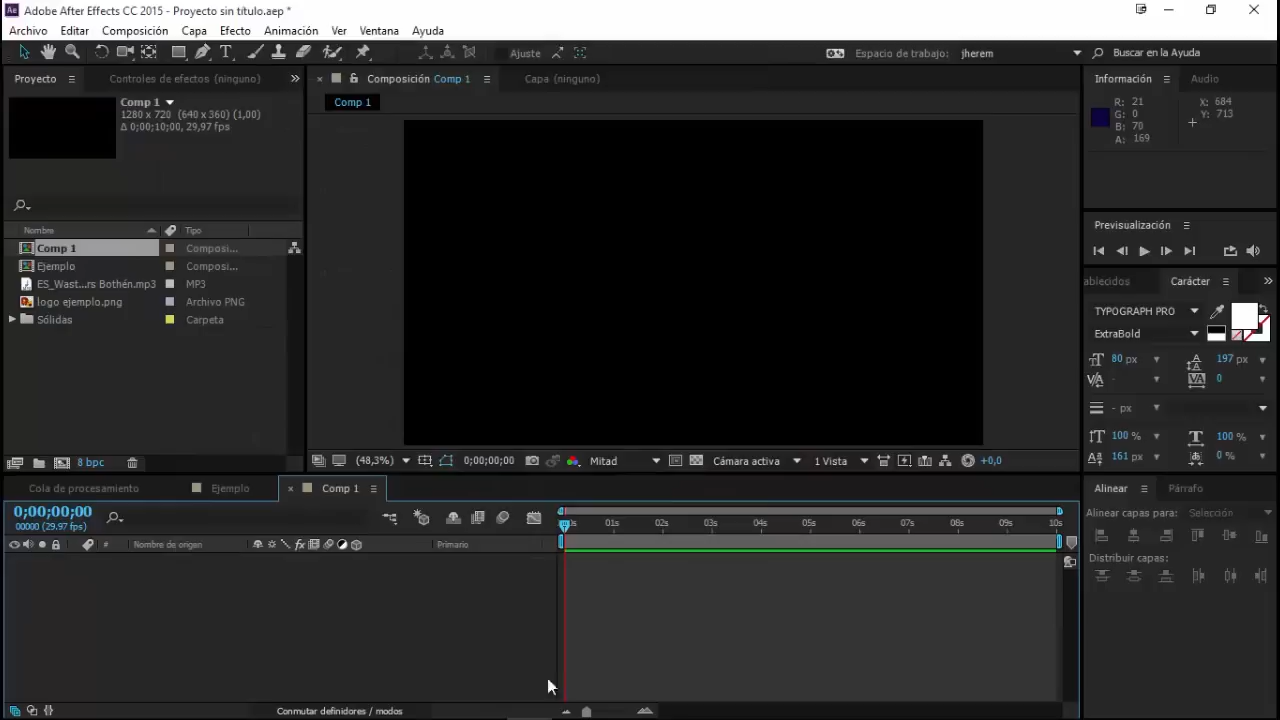 Adobe After Effects CC 2015 - Proyecto sin título.aep *
Archivo Editar Composición Capa Efecto Animación Ver Ventana Ayuda
Ajuste Espacio de trabajo: jherem Buscar en la Ayuda
Proyecto Controles de efectos (ninguno) Composición Comp 1 Capa (ninguno) Información Audio
Comp 1
1280 x 720 (640 x 360) (1,00)
Δ 0;00;10;00, 29,97 fps
Comp 1
R: 21 X: 684
G: 0 Y: 713
B: 70
A: 169
Previsualización
Nombre Tipo
Comp 1 Composi...
Ejemplo Composi...
ES_Wast...rs Bothén.mp3 MP3
logo ejemplo.png Archivo PNG
Sólidas Carpeta
ablecidos Carácter
TYPOGRAPH PRO
ExtraBold
80 px 197 px
- 0
- px
100 % 100 %
161 px 0 %
8 bpc (48,3%) 0;00;00;00 Mitad Cámara activa 1 Vista +0,0
Cola de procesamiento Ejemplo Comp 1 Alinear Párrafo
0;00;00;00
00000 (29.97 fps)
0s 01s 02s 03s 04s 05s 06s 07s 08s 09s 10s
# Nombre de origen Primario
Alinear capas para: Selección
Distribuir capas:
Conmutar definidores / modos